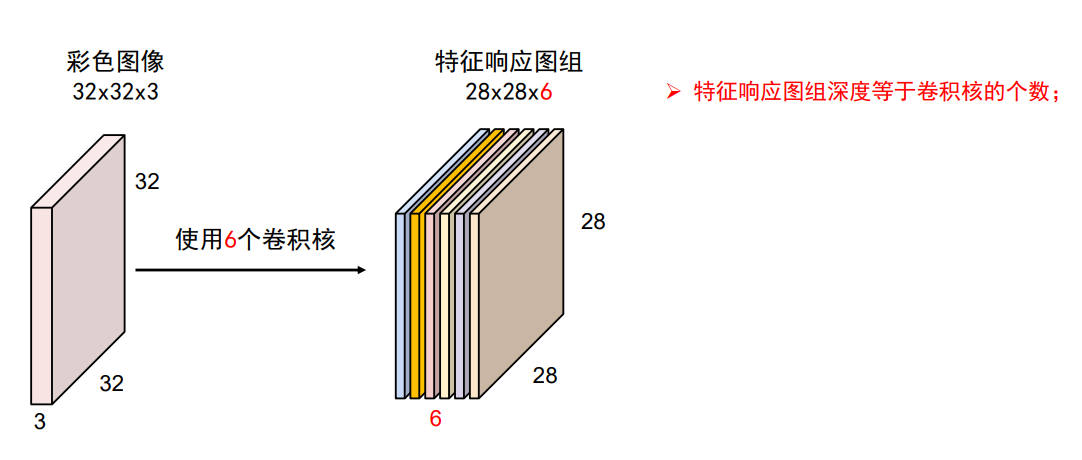 彩色图像
32x32x3
特征响应图组
28x28x6
➢ 特征响应图组深度等于卷积核的个数；
32
使用6个卷积核
28
32
28
3
6